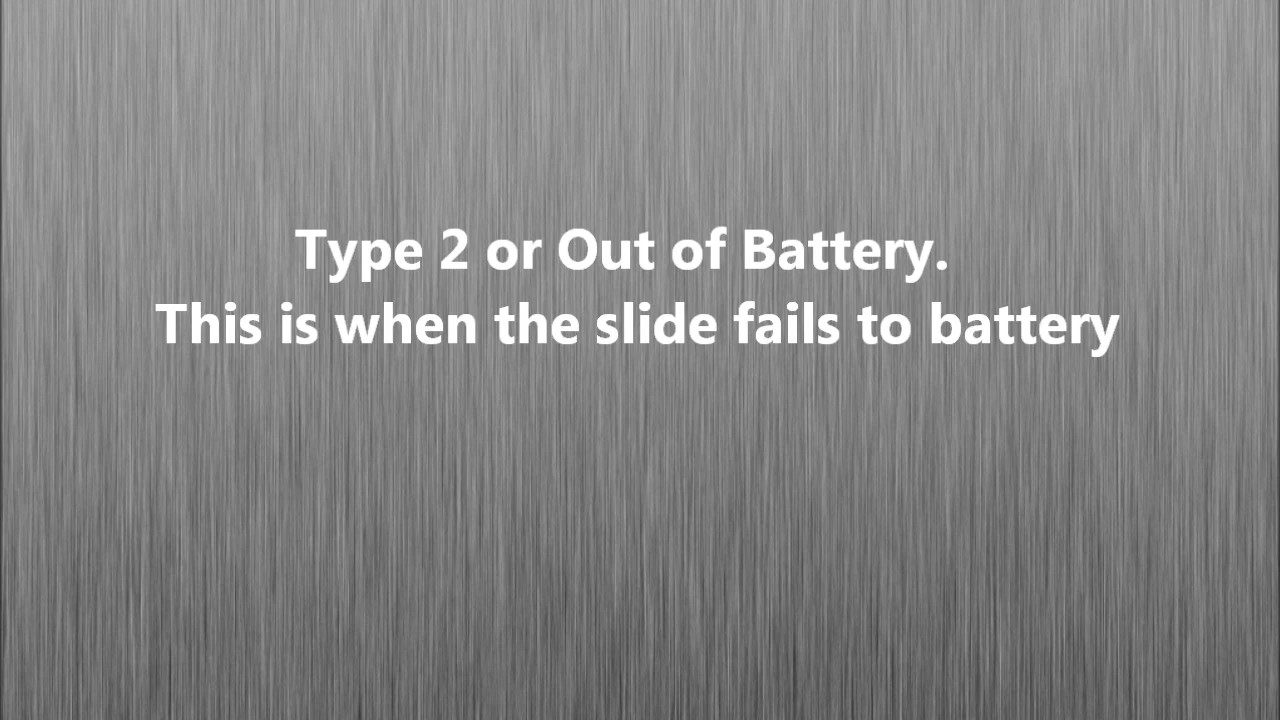 Type 2 or Out of Battery.
This is when the slide fails to battery